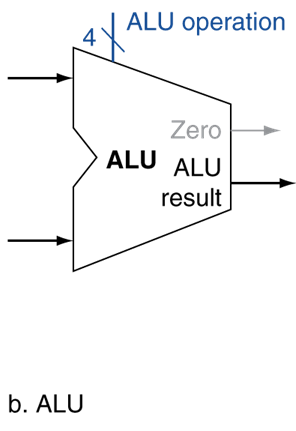 4 ALU operation
Zero
ALU ALU
result
b. ALU